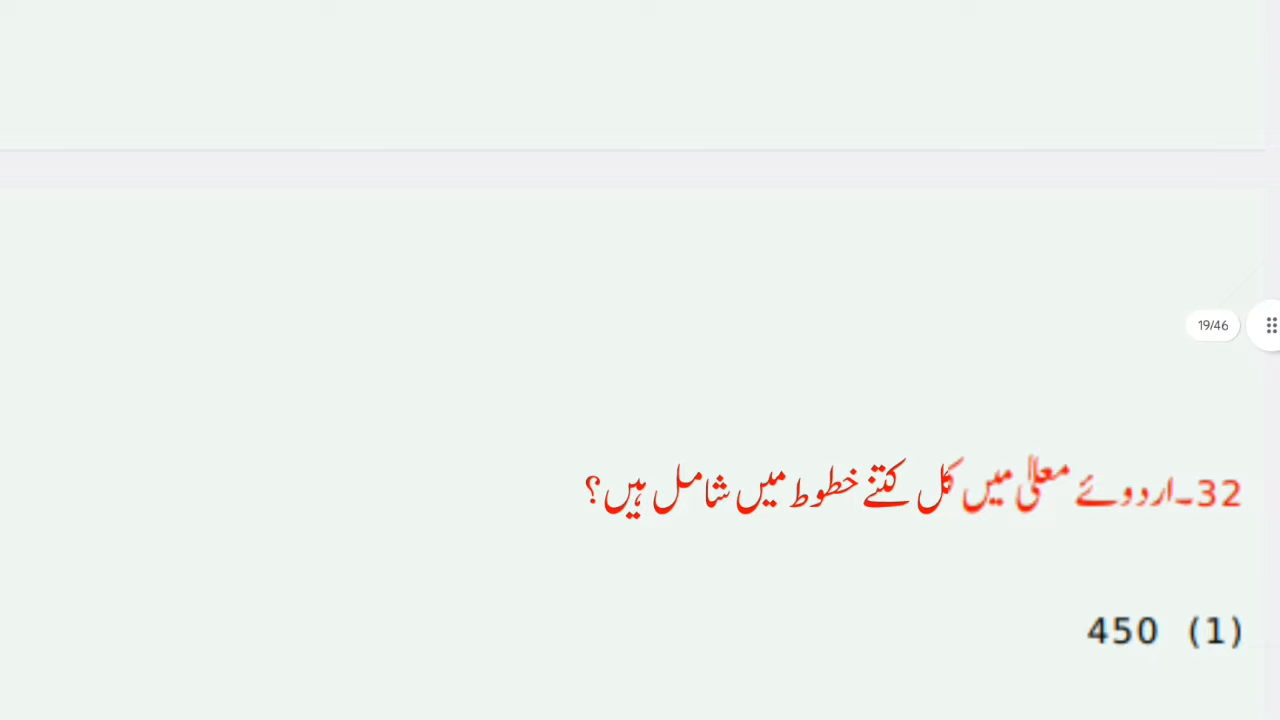 19/46
32۔اردوئے معلیٰ میں کل کتنے خطوط میں شامل ہیں؟
(1) 450